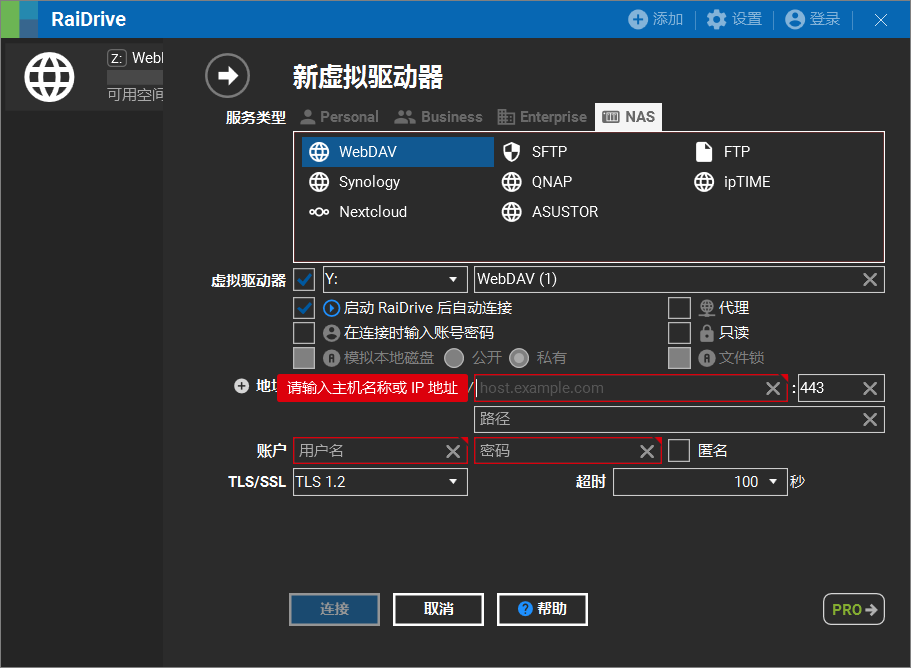 RaiDrive 添加 设置 登录
Z: WebI
可用空间
新虚拟驱动器
服务类型 Personal Business Enterprise NAS
WebDAV SFTP FTP
Synology QNAP ipTIME
Nextcloud ASUSTOR
虚拟驱动器 Y: WebDAV (1)
启动 RaiDrive 后自动连接 代理
在连接时输入账号密码 只读
模拟本地磁盘 公开 私有 文件锁
地址 请输入主机名称或 IP 地址 / host.example.com : 443
路径
账户 用户名 密码 匿名
TLS/SSL TLS 1.2 超时 100 秒
连接 取消 帮助 PRO